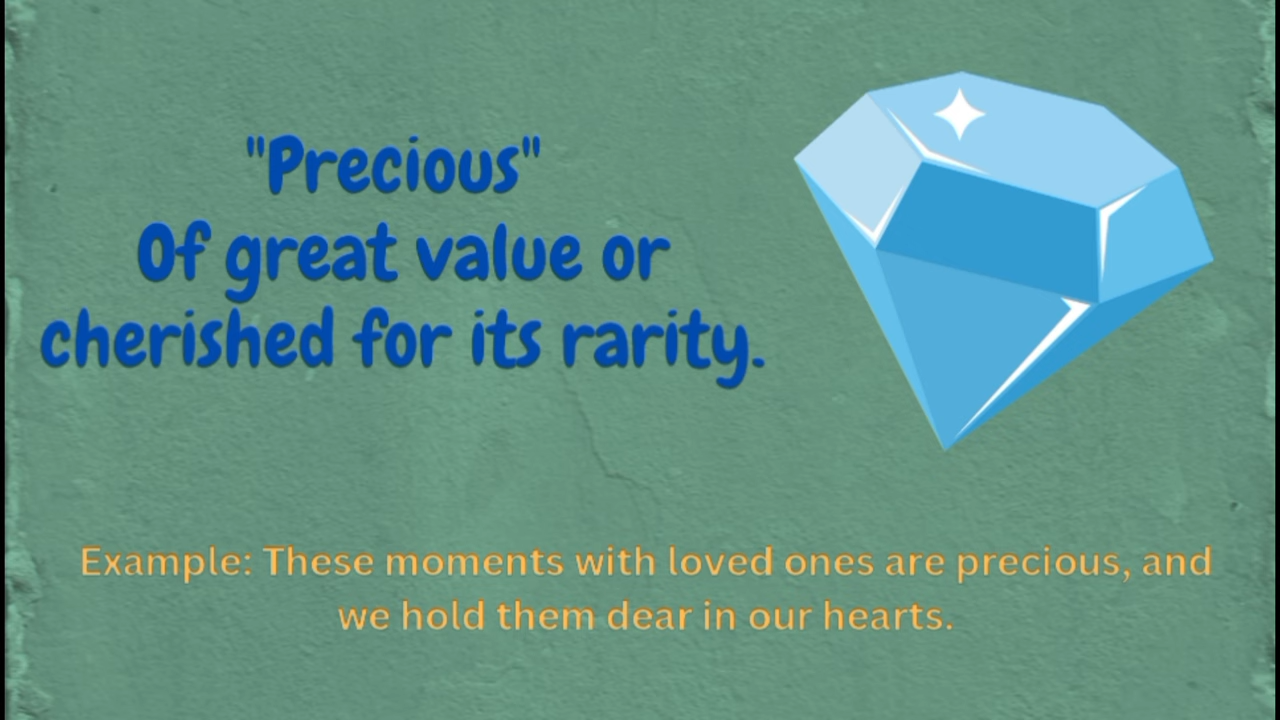 "Precious"
Of great value or
cherished for its rarity.
Example: These moments with loved ones are precious, and
we hold them dear in our hearts.